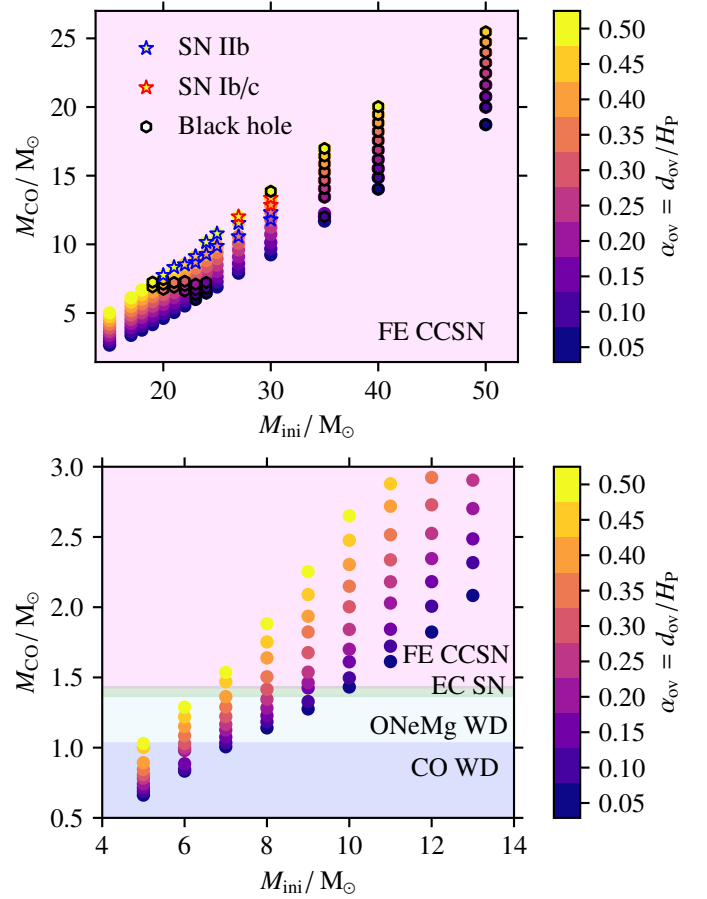 25
20
15
10
5
M_CO/ M_⊙
SN IIb
SN Ib/c
Black hole
FE CCSN
20
30
40
50
M_ini/ M_⊙
0.50
0.45
0.40
0.35
0.30
0.25
0.20
0.15
0.10
0.05
α_ov = d_ov/H_P
3.0
2.5
2.0
1.5
1.0
0.5
M_CO/ M_⊙
FE CCSN
EC SN
ONeMg WD
CO WD
4
6
8
10
12
14
M_ini/ M_⊙
0.50
0.45
0.40
0.35
0.30
0.25
0.20
0.15
0.10
0.05
α_ov = d_ov/H_P